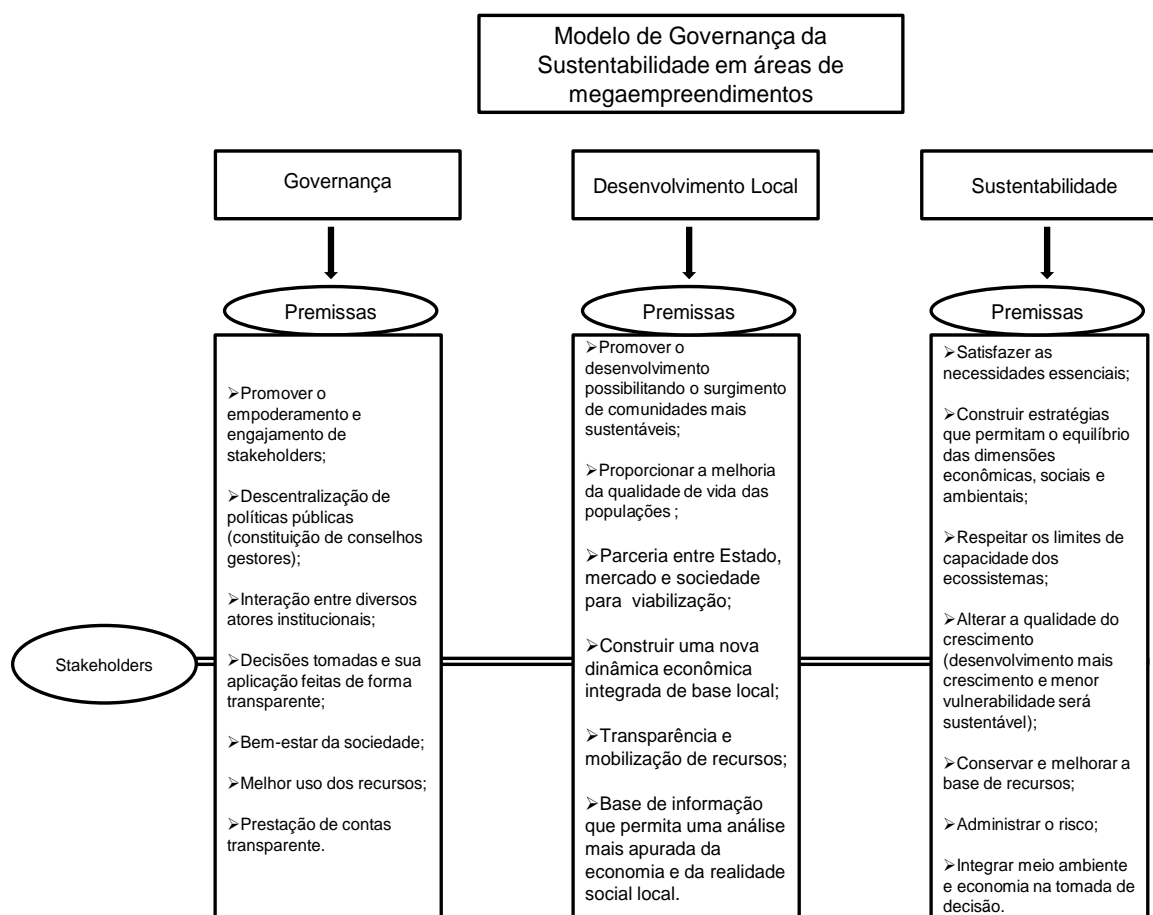 Modelo de Governança da
Sustentabilidade em áreas de
megaempreendimentos
Governança
Premissas
➢Promover o
empoderamento e
engajamento de
stakeholders;
➢Descentralização de
políticas públicas
(constituição de conselhos
gestores);
➢Interação entre diversos
atores institucionais;
➢Decisões tomadas e sua
aplicação feitas de forma
transparente;
➢Bem-estar da sociedade;
➢Melhor uso dos recursos;
➢Prestação de contas
transparente.
Desenvolvimento Local
Premissas
➢Promover o
desenvolvimento
possibilitando o surgimento
de comunidades mais
sustentáveis;
➢Proporcionar a melhoria
da qualidade de vida das
populações ;
➢Parceria entre Estado,
mercado e sociedade
para viabilização;
➢Construir uma nova
dinâmica econômica
integrada de base local;
➢Transparência e
mobilização de recursos;
➢Base de informação
que permita uma análise
mais apurada da
economia e da realidade
social local.
Sustentabilidade
Premissas
➢Satisfazer as
necessidades essenciais;
➢Construir estratégias
que permitam o equilíbrio
das dimensões
econômicas, sociais e
ambientais;
➢Respeitar os limites de
capacidade dos
ecossistemas;
➢Alterar a qualidade do
crescimento
(desenvolvimento mais
crescimento e menor
vulnerabilidade será
sustentável);
➢Conservar e melhorar a
base de recursos;
➢Administrar o risco;
➢Integrar meio ambiente
e economia na tomada de
decisão.
Stakeholders